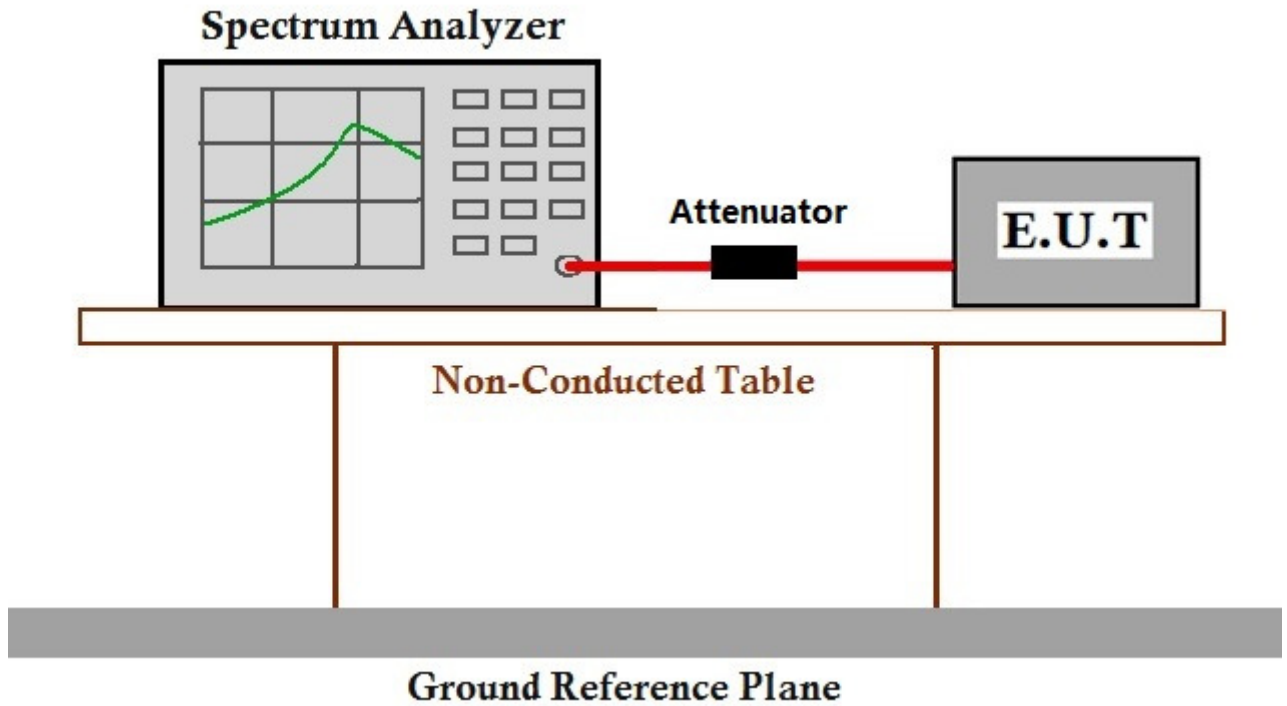 Spectrum Analyzer
Attenuator
E.U.T
Non-Conducted Table
Ground Reference Plane